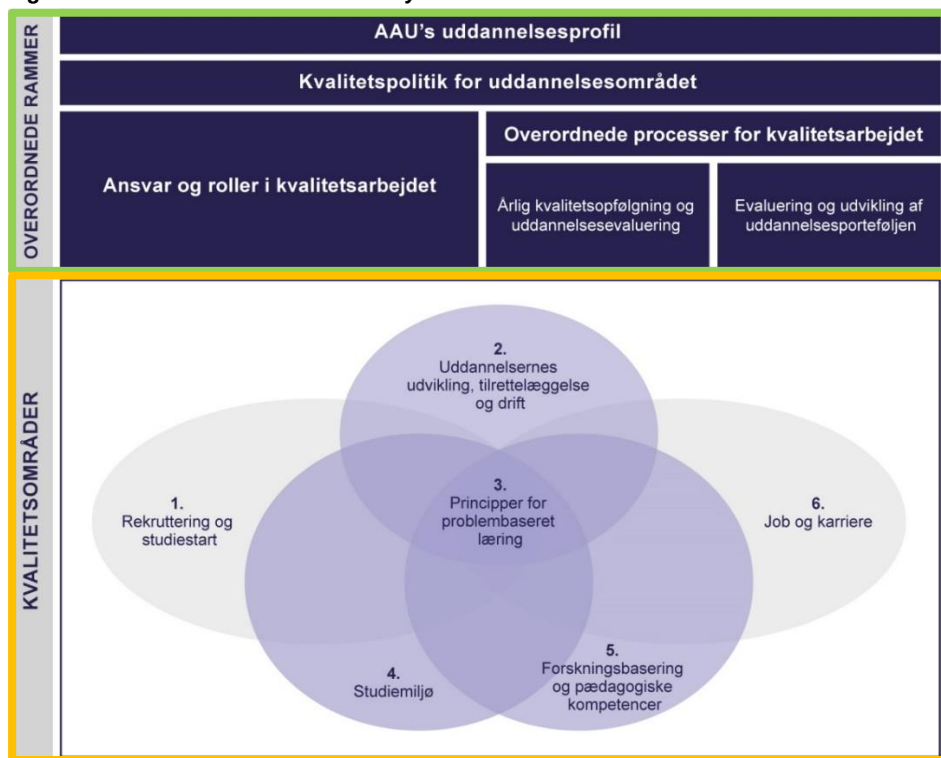 OVERORDNEDE RAMMER
AAU's uddannelsesprofil
Kvalitetspolitik for uddannelsesområdet
Ansvar og roller i kvalitetsarbejdet
Overordnede processer for kvalitetsarbejdet
Årlig kvalitetsopfølgning og
uddannelsesevaluering
Evaluering og udvikling af
uddannelsesporteføljen
KVALITETSOMRÅDER
1.
Rekruttering og
studiestart
2.
Uddannelsernes
udvikling, tilrettelæggelse
og drift
3.
Principper for
problembaseret
læring
4.
Studiemiljø
5.
Forskningsbasering
og pædagogiske
kompetencer
6.
Job og karriere